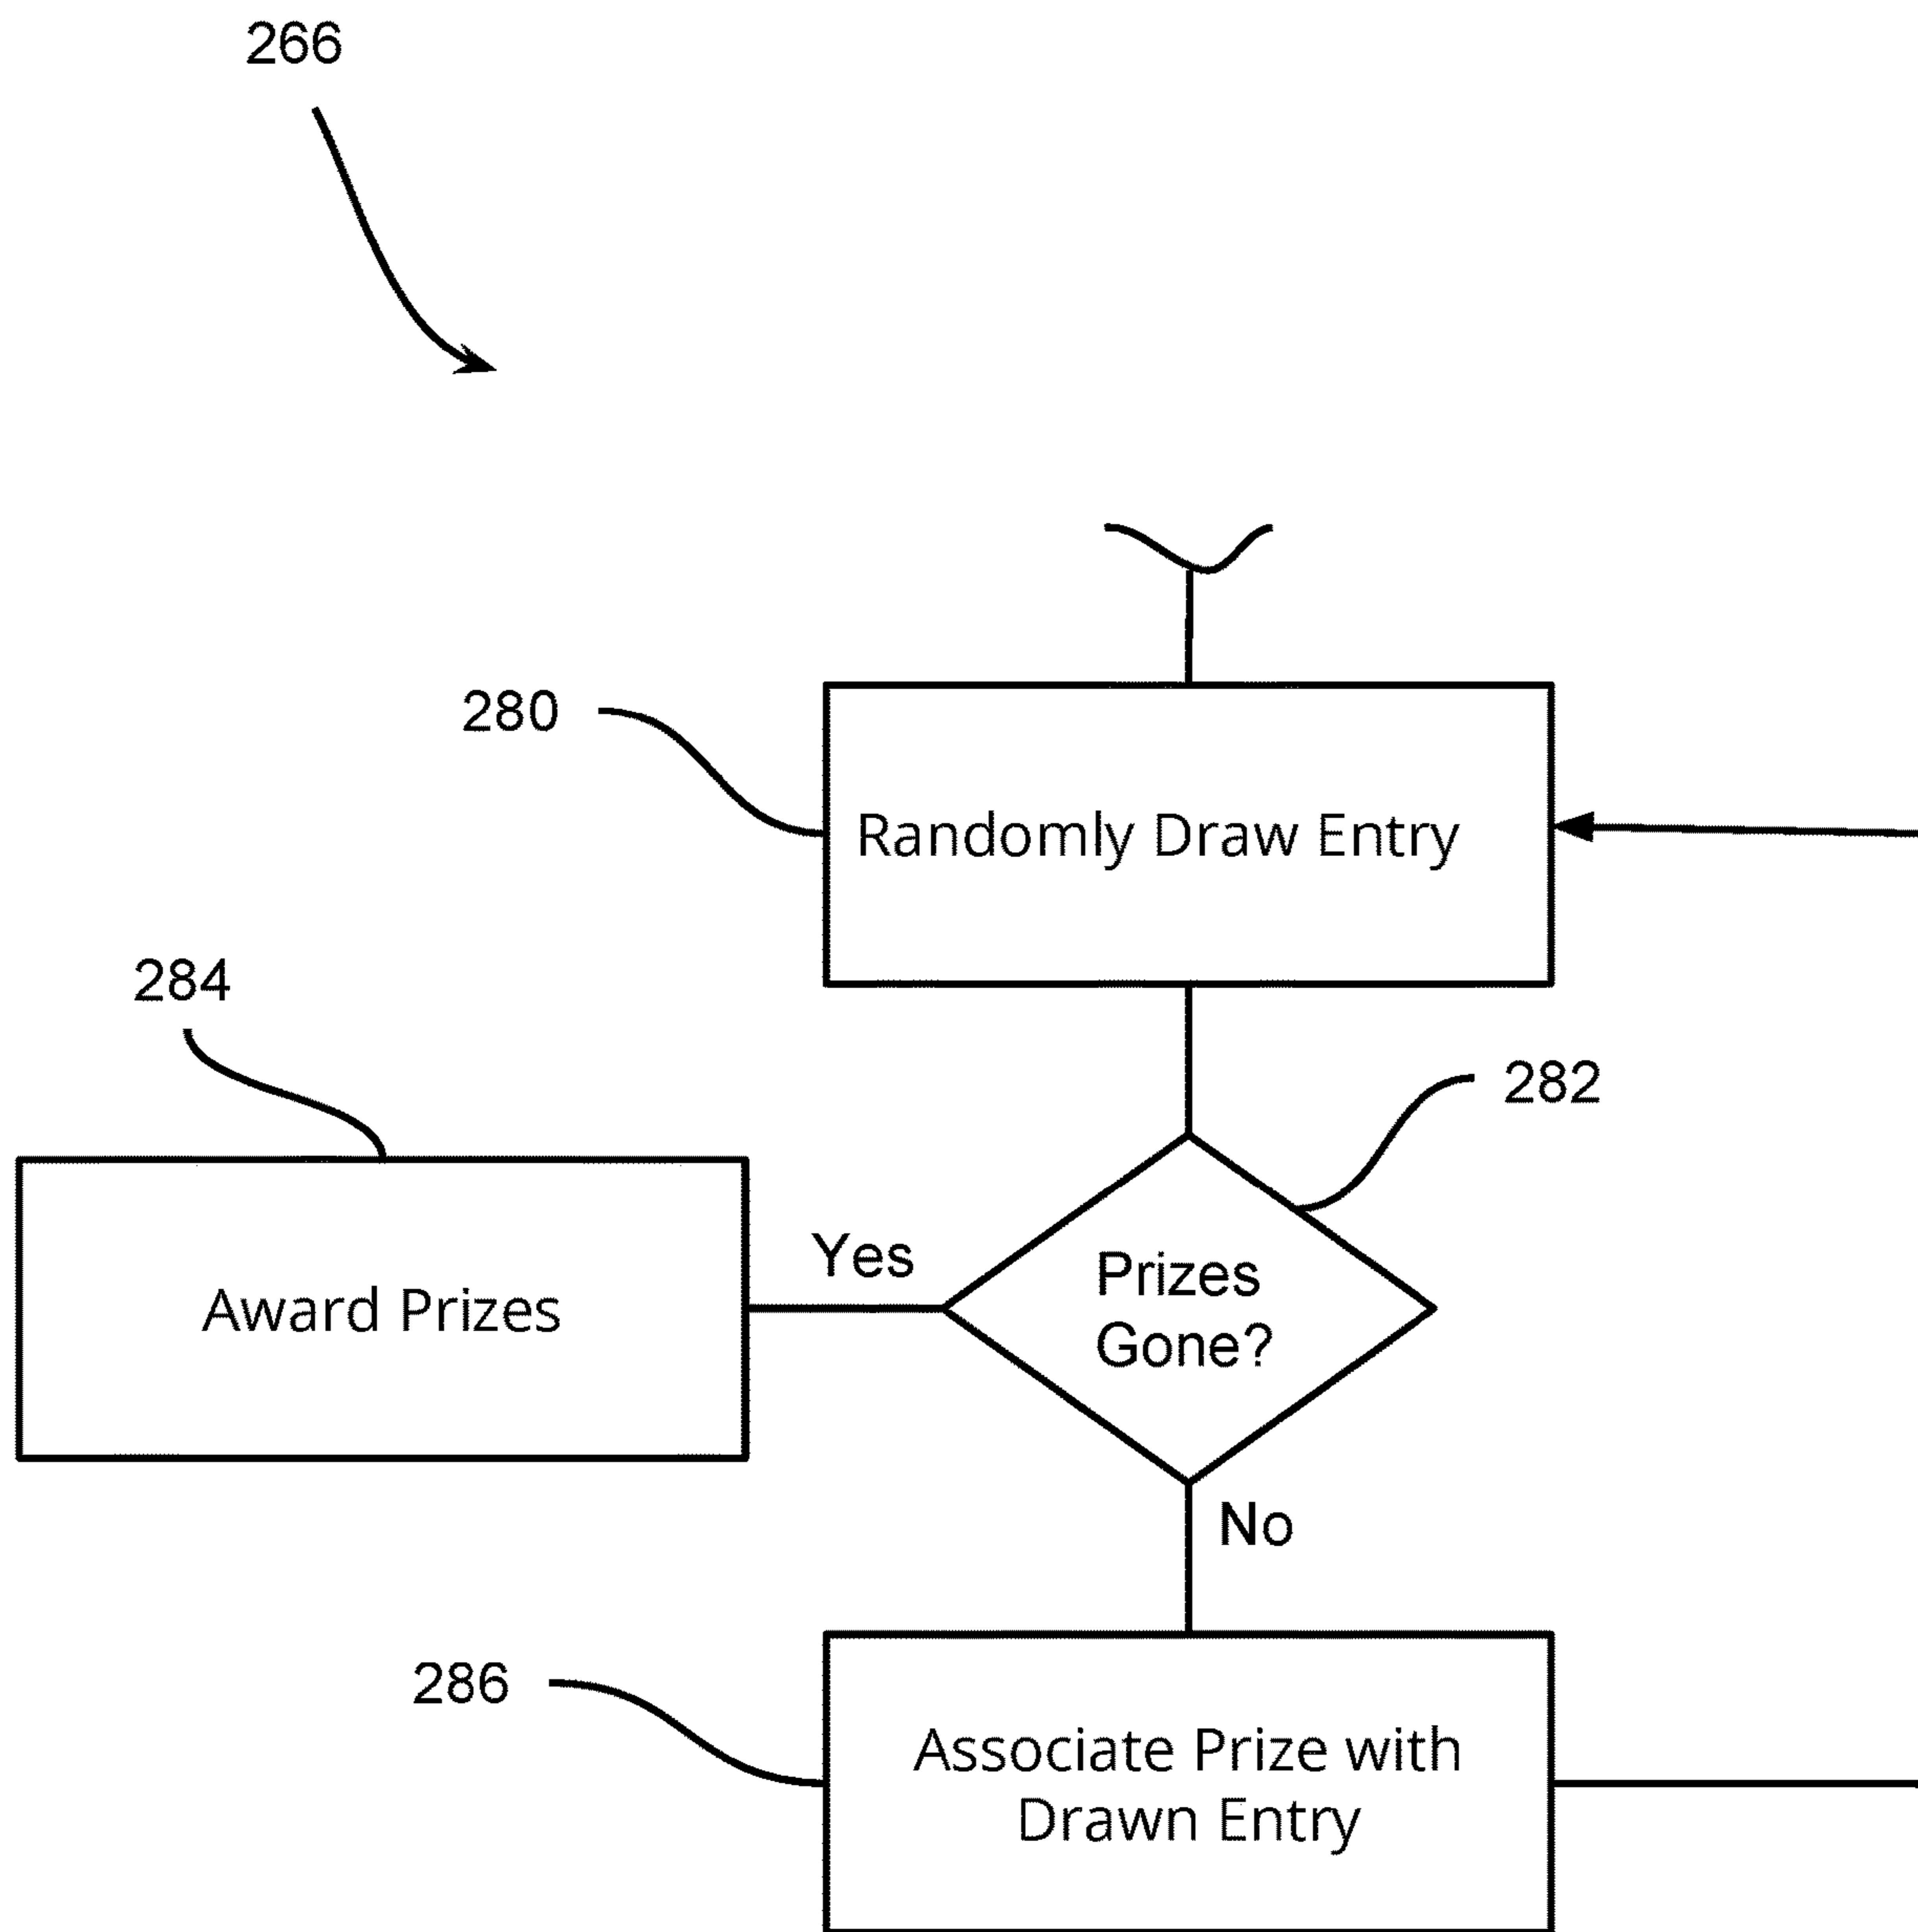 266
280
Randomly Draw Entry
284
282
Yes
Prizes
Gone?
Award Prizes
No
286
Associate Prize with
Drawn Entry